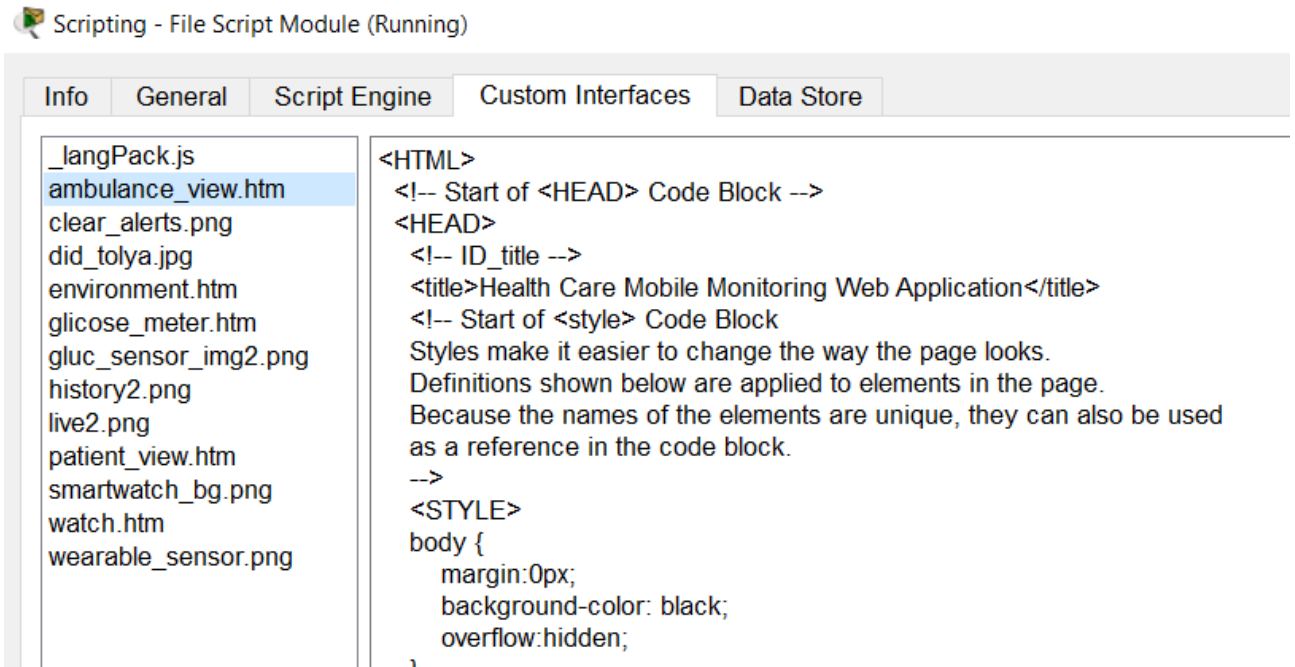 Scripting - File Script Module (Running)
Info General Script Engine Custom Interfaces Data Store
_langPack.js
ambulance_view.htm
clear_alerts.png
did_tolya.jpg
environment.htm
glicose_meter.htm
gluc_sensor_img2.png
history2.png
live2.png
patient_view.htm
smartwatch_bg.png
watch.htm
wearable_sensor.png
<HTML>
<!-- Start of <HEAD> Code Block -->
<HEAD>
<!-- ID_title -->
<title>Health Care Mobile Monitoring Web Application</title>
<!-- Start of <style> Code Block
Styles make it easier to change the way the page looks.
Definitions shown below are applied to elements in the page.
Because the names of the elements are unique, they can also be used
as a reference in the code block.
-->
<STYLE>
body {
margin:0px;
background-color: black;
overflow:hidden;
}